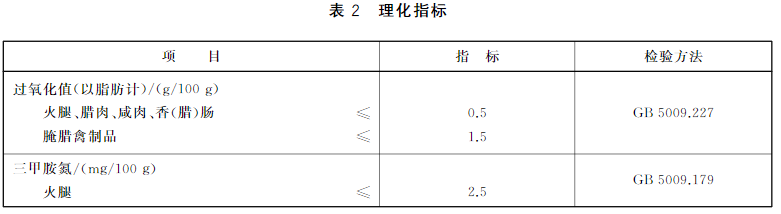 表 2 理化指标
项 目 指 标 检验方法
过氧化值(以脂肪计)/(g/100 g)
火腿、腊肉、咸肉、香(腊)肠 ≤ 0.5 GB 5009.227
腌腊禽制品 ≤ 1.5
三甲胺氮/(mg/100 g)
GB 5009.179
火腿 ≤ 2.5